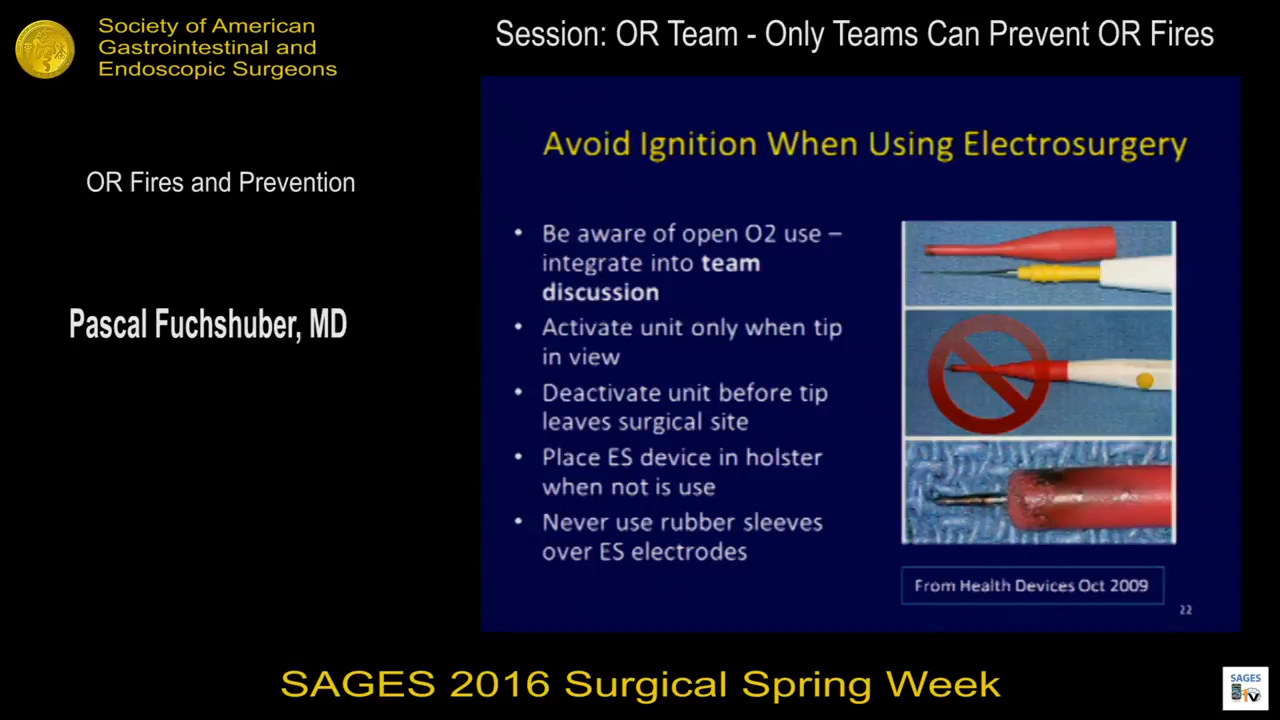 Society of American
Gastrointestinal and
Endoscopic Surgeons
Session: OR Team - Only Teams Can Prevent OR Fires
OR Fires and Prevention
Pascal Fuchshuber, MD
Avoid Ignition When Using Electrosurgery
• Be aware of open O2 use –
integrate into team
discussion
• Activate unit only when tip
in view
• Deactivate unit before tip
leaves surgical site
• Place ES device in holster
when not is use
• Never use rubber sleeves
over ES electrodes
From Health Devices Oct 2009
22
SAGES 2016 Surgical Spring Week
SAGES
TV